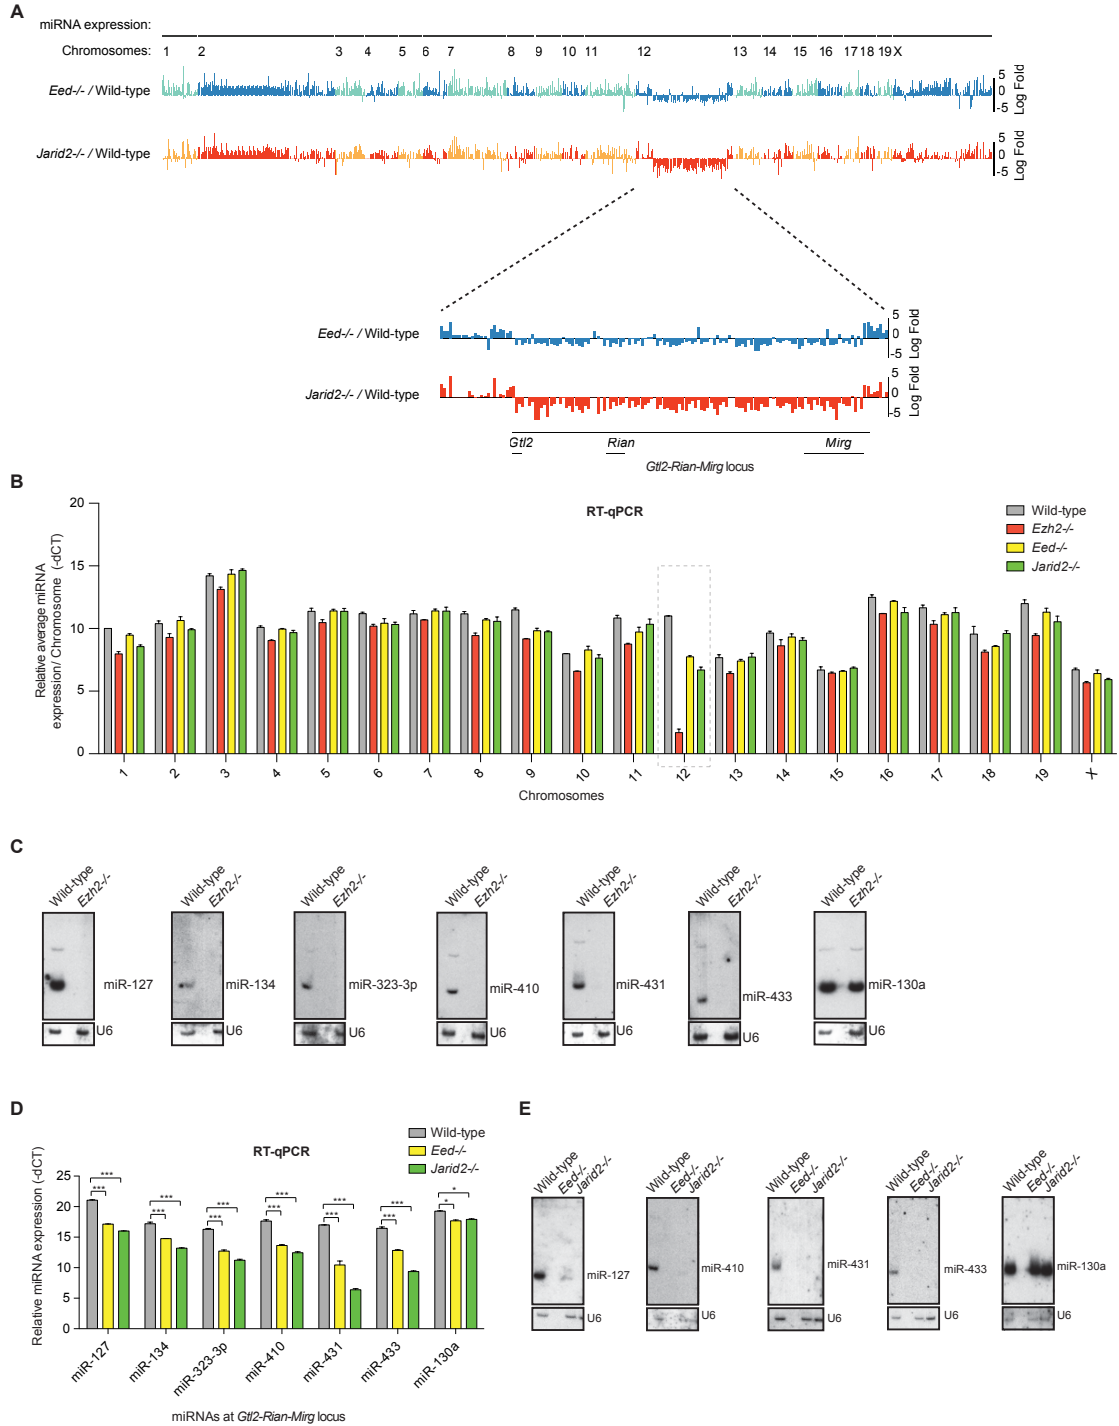 A
miRNA expression:
Chromosomes: 1 2 3 4 5 6 7 8 9 10 11 12 13 14 15 16 17 18 19 X
Eed-/- / Wild-type
5 0 -5 Log Fold
Jarid2-/- / Wild-type
5 0 -5 Log Fold
Eed-/- / Wild-type
5 0 -5 Log Fold
Jarid2-/- / Wild-type
5 0 -5 Log Fold
Gtl2 Rian Mirg
Gtl2-Rian-Mirg locus
B
RT-qPCR
Relative average miRNA
expression/ Chromosome (-dCT)
20
15
10
5
0
Wild-type
Ezh2-/-
Eed-/-
Jarid2-/-
1 2 3 4 5 6 7 8 9 10 11 12 13 14 15 16 17 18 19 X
Chromosomes
C
Wild-type Ezh2-/- Wild-type Ezh2-/- Wild-type Ezh2-/- Wild-type Ezh2-/- Wild-type Ezh2-/- Wild-type Ezh2-/- Wild-type Ezh2-/-
miR-127 miR-134 miR-323-3p miR-410 miR-431 miR-433 miR-130a
U6 U6 U6 U6 U6 U6 U6
D
RT-qPCR
Wild-type
Eed-/-
Jarid2-/-
Relative miRNA expression (-dCT)
25
20
15
10
5
0
*** *** *** *** *** *** *
*** *** *** *** *** *** *
miR-127 miR-134 miR-323-3p miR-410 miR-431 miR-433 miR-130a
miRNAs at Gtl2-Rian-Mirg locus
E
Wild-type Eed-/- Jarid2-/- Wild-type Eed-/- Jarid2-/- Wild-type Eed-/- Jarid2-/- Wild-type Eed-/- Jarid2-/- Wild-type Eed-/- Jarid2-/-
miR-127 miR-410 miR-431 miR-433 miR-130a
U6 U6 U6 U6 U6